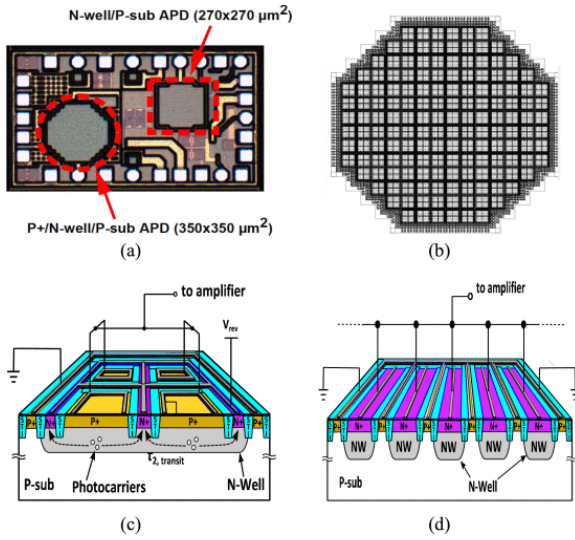 N-well/P-sub APD (270x270 µm²)
P+/N-well/P-sub APD (350x350 µm²)
(a)
(b)
to amplifier
Vrev
P+ N+ P+ N+ P+ N+ P+
t2, transit
P-sub
Photocarriers
N-Well
(c)
to amplifier
P+ N+ N+ N+ N+ N+ P+
NW NW NW NW NW
P-sub
N-Well
(d)